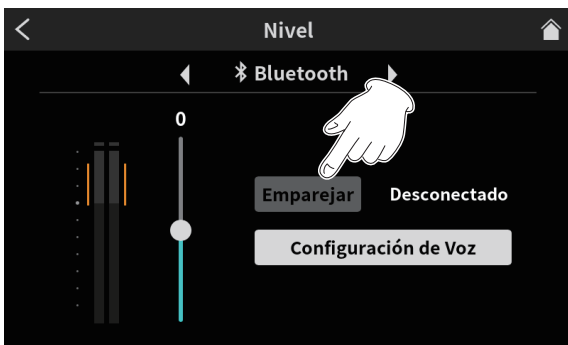 Nivel
Bluetooth
0
Emparejar Desconectado
Configuración de Voz